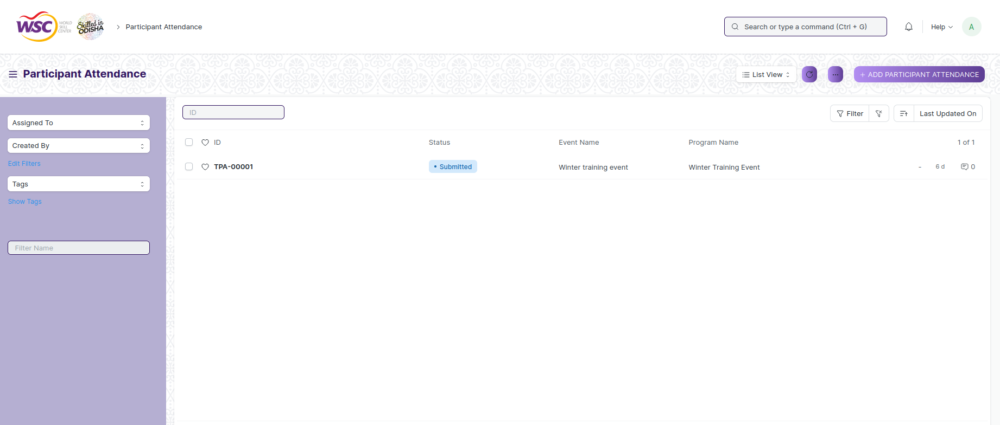 WSC WORLD SKILL CENTER Skilled in ODISHA Participant Attendance Search or type a command (Ctrl + G) Help A
Participant Attendance List View ... + ADD PARTICIPANT ATTENDANCE
ID Filter Last Updated On
Assigned To
Created By
Edit Filters
Tags
Show Tags
Filter Name
ID Status Event Name Program Name 1 of 1
TPA-00001 • Submitted Winter training event Winter Training Event - 6 d 0